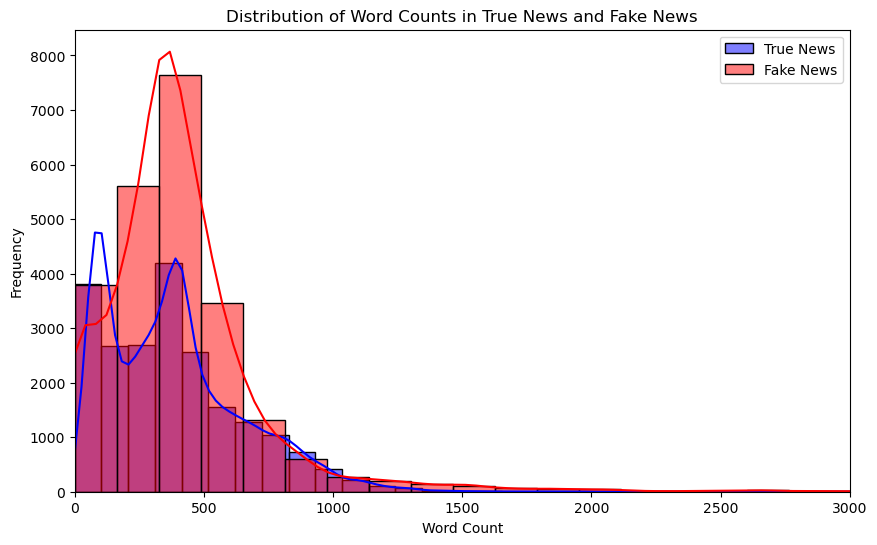 Distribution of Word Counts in True News and Fake News
True News
Fake News
Frequency
8000
7000
6000
5000
4000
3000
2000
1000
0
0 500 1000 1500 2000 2500 3000
Word Count